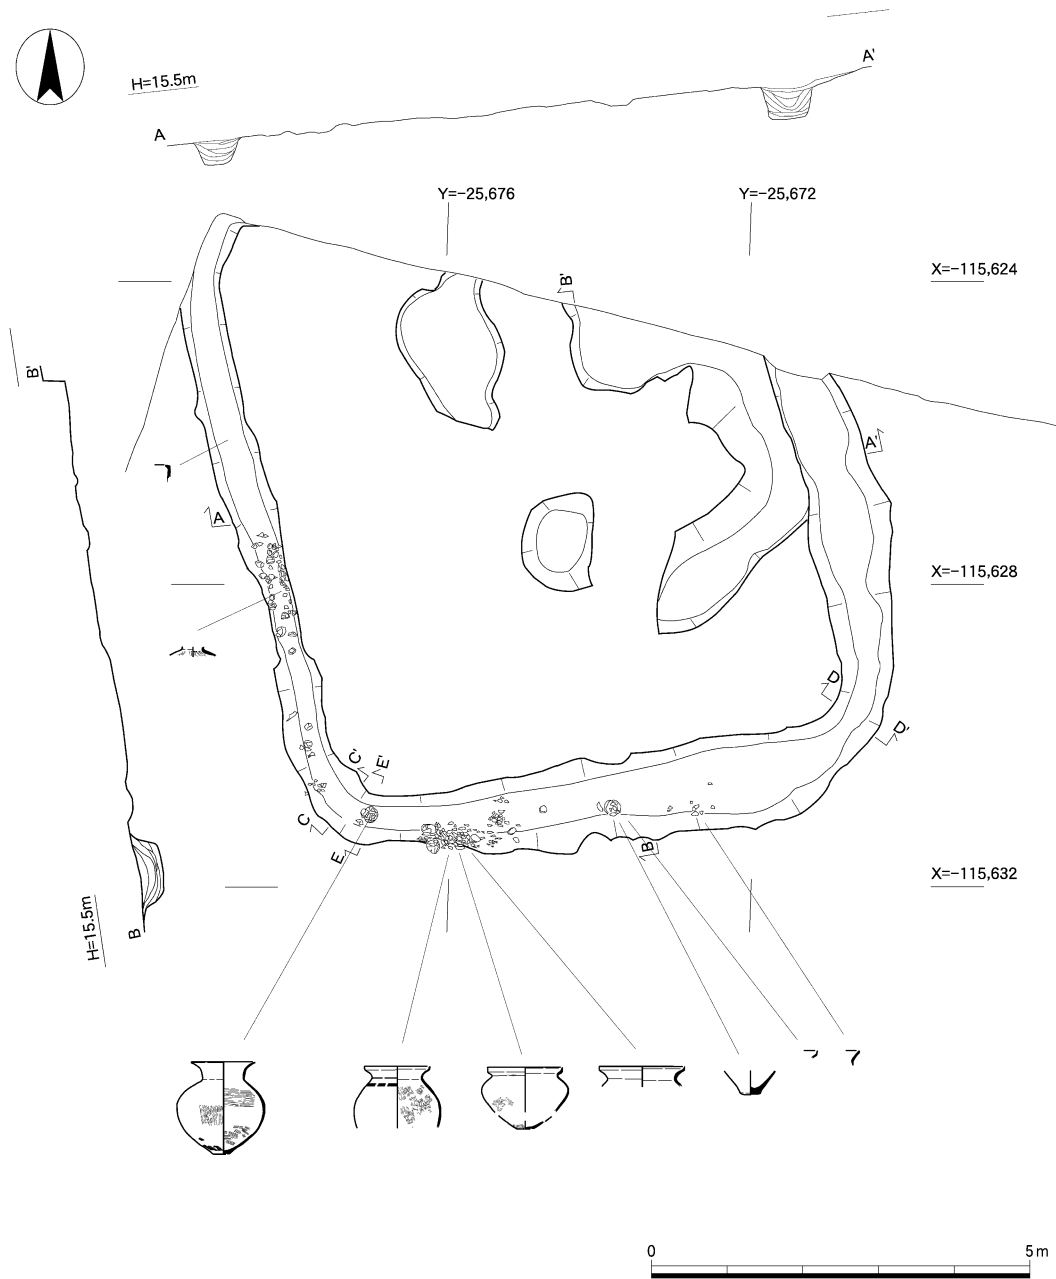 A'
H=15.5m
A
Y=−25,676
Y=−25,672
X=−115,624
B'
B'
A'
A
X=−115,628
D
D'
C'
E'
C
E
B
X=−115,632
H=15.5m
B
0
5m